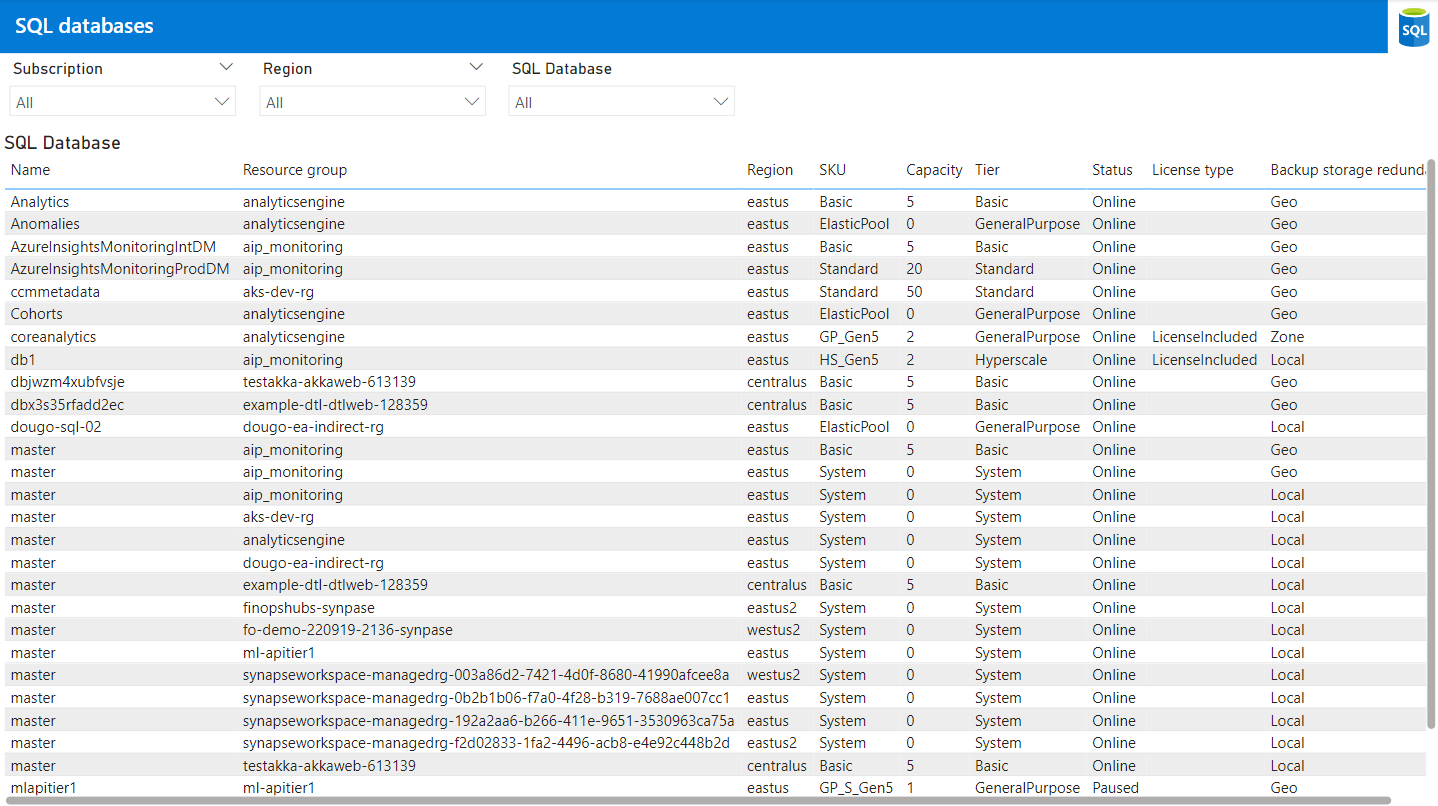 SQL databases
SQL
Subscription Region SQL Database
All All All
SQL Database
Name Resource group Region SKU Capacity Tier Status License type Backup storage redund
Analytics analyticsengine eastus Basic 5 Basic Online Geo
Anomalies analyticsengine eastus ElasticPool 0 GeneralPurpose Online Geo
AzureInsightsMonitoringIntDM aip_monitoring eastus Basic 5 Basic Online Geo
AzureInsightsMonitoringProdDM aip_monitoring eastus Standard 20 Standard Online Geo
ccmmetadata aks-dev-rg eastus Standard 50 Standard Online Geo
Cohorts analyticsengine eastus ElasticPool 0 GeneralPurpose Online Geo
coreanalytics analyticsengine eastus GP_Gen5 2 GeneralPurpose Online LicenseIncluded Zone
db1 aip_monitoring eastus HS_Gen5 2 Hyperscale Online LicenseIncluded Local
dbjwzm4xubfvsje testakka-akkaweb-613139 centralus Basic 5 Basic Online Geo
dbx3s35rfadd2ec example-dtl-dtlweb-128359 centralus Basic 5 Basic Online Geo
dougo-sql-02 dougo-ea-indirect-rg eastus ElasticPool 0 GeneralPurpose Online Local
master aip_monitoring eastus Basic 5 Basic Online Geo
master aip_monitoring eastus System 0 System Online Geo
master aip_monitoring eastus System 0 System Online Local
master aks-dev-rg eastus System 0 System Online Local
master analyticsengine eastus System 0 System Online Local
master dougo-ea-indirect-rg eastus System 0 System Online Local
master example-dtl-dtlweb-128359 centralus Basic 5 Basic Online Local
master finopshubs-synpase eastus2 System 0 System Online Local
master fo-demo-220919-2136-synpase westus2 System 0 System Online Local
master ml-apitier1 eastus System 0 System Online Local
master synapseworkspace-managedrg-003a86d2-7421-4d0f-8680-41990afcee8a westus2 System 0 System Online Local
master synapseworkspace-managedrg-0b2b1b06-f7a0-4f28-b319-7688ae007cc1 eastus System 0 System Online Local
master synapseworkspace-managedrg-192a2aa6-b266-411e-9651-3530963ca75a eastus System 0 System Online Local
master synapseworkspace-managedrg-f2d02833-1fa2-4496-acb8-e4e92c448b2d eastus2 System 0 System Online Local
master testakka-akkaweb-613139 centralus Basic 5 Basic Online Local
mlapitier1 ml-apitier1 eastus GP_S_Gen5 1 GeneralPurpose Paused Geo